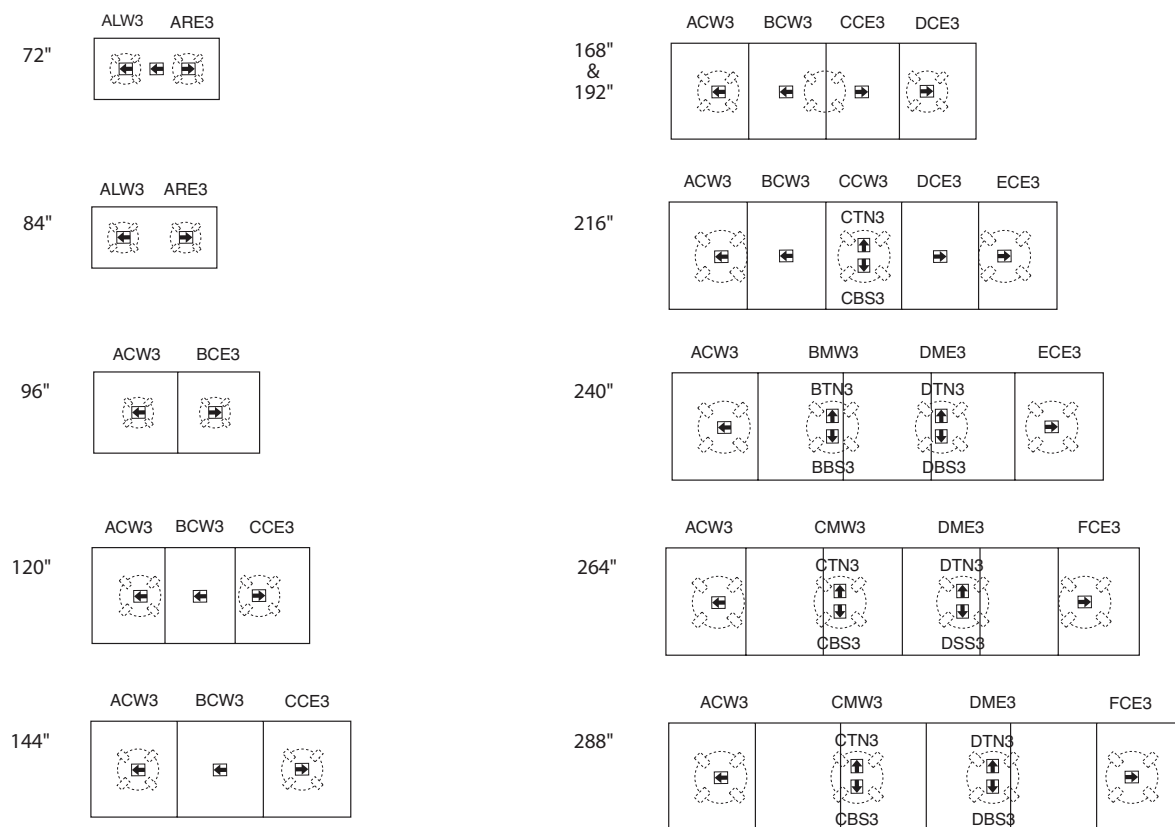 ALW3 ARE3
72"
ALW3 ARE3
84"
ACW3 BCE3
96"
ACW3 BCW3 CCE3
120"
ACW3 BCW3 CCE3
144"
ACW3 BCW3 CCE3 DCE3
168"
&
192"
ACW3 BCW3 CCW3 DCE3 ECE3
216"
CTN3
CBS3
ACW3 BMW3 DME3 ECE3
240"
BTN3 DTN3
BBS3 DBS3
ACW3 CMW3 DME3 FCE3
264"
CTN3 DTN3
CBS3 DSS3
ACW3 CMW3 DME3 FCE3
288"
CTN3 DTN3
CBS3 DBS3